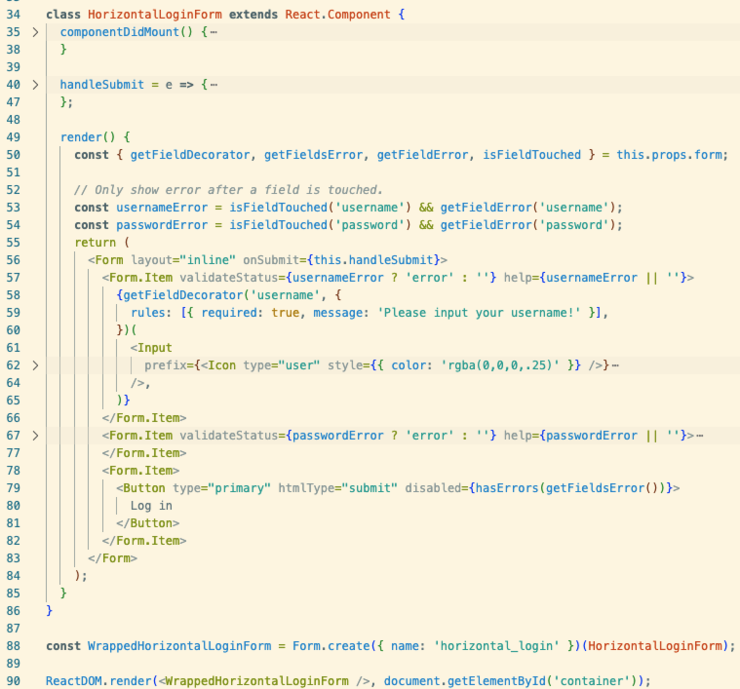 34 class HorizontalLoginForm extends React.Component {
35 > componentDidMount() {⋯
38 }
39
40 > handleSubmit = e => {⋯
47 };
48
49 render() {
50 const { getFieldDecorator, getFieldsError, getFieldError, isFieldTouched } = this.props.form;
51
52 // Only show error after a field is touched.
53 const usernameError = isFieldTouched('username') && getFieldError('username');
54 const passwordError = isFieldTouched('password') && getFieldError('password');
55 return (
56 <Form layout="inline" onSubmit={this.handleSubmit}>
57 <Form.Item validateStatus={usernameError ? 'error' : ''} help={usernameError || ''}>
58 {getFieldDecorator('username', {
59 rules: [{ required: true, message: 'Please input your username!' }],
60 })(
61 <Input
62 > prefix={<Icon type="user" style={{ color: 'rgba(0,0,0,.25)' }} />}⋯
64 />,
65 )}
66 </Form.Item>
67 > <Form.Item validateStatus={passwordError ? 'error' : ''} help={passwordError || ''}>⋯
77 </Form.Item>
78 <Form.Item>
79 <Button type="primary" htmlType="submit" disabled={hasErrors(getFieldsError())}>
80 Log in
81 </Button>
82 </Form.Item>
83 </Form>
84 );
85 }
86 }
87
88 const WrappedHorizontalLoginForm = Form.create({ name: 'horizontal_login' })(HorizontalLoginForm);
89
90 ReactDOM.render(<WrappedHorizontalLoginForm />, document.getElementById('container'));